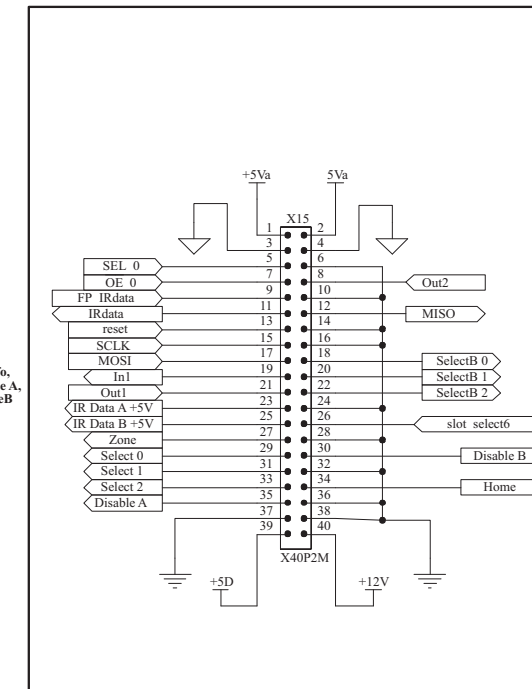 +5Va 5Va
X15
1 2
3 4
5 6
SEL 0
7 8
OE 0 Out2
9 10
FP IRdata
11 12
IRdata MISO
13 14
reset
15 16
SCLK
17 18
MOSI SelectB 0
19 20
In1 SelectB 1
21 22
Out1 SelectB 2
23 24
IR Data A +5V
25 26
IR Data B +5V slot select6
27 28
Zone
29 30
Select 0 Disable B
31 32
Select 1
33 34
Select 2 Home
35 36
Disable A
37 38
39 40
X40P2M
+5D +12V
e A,
eB